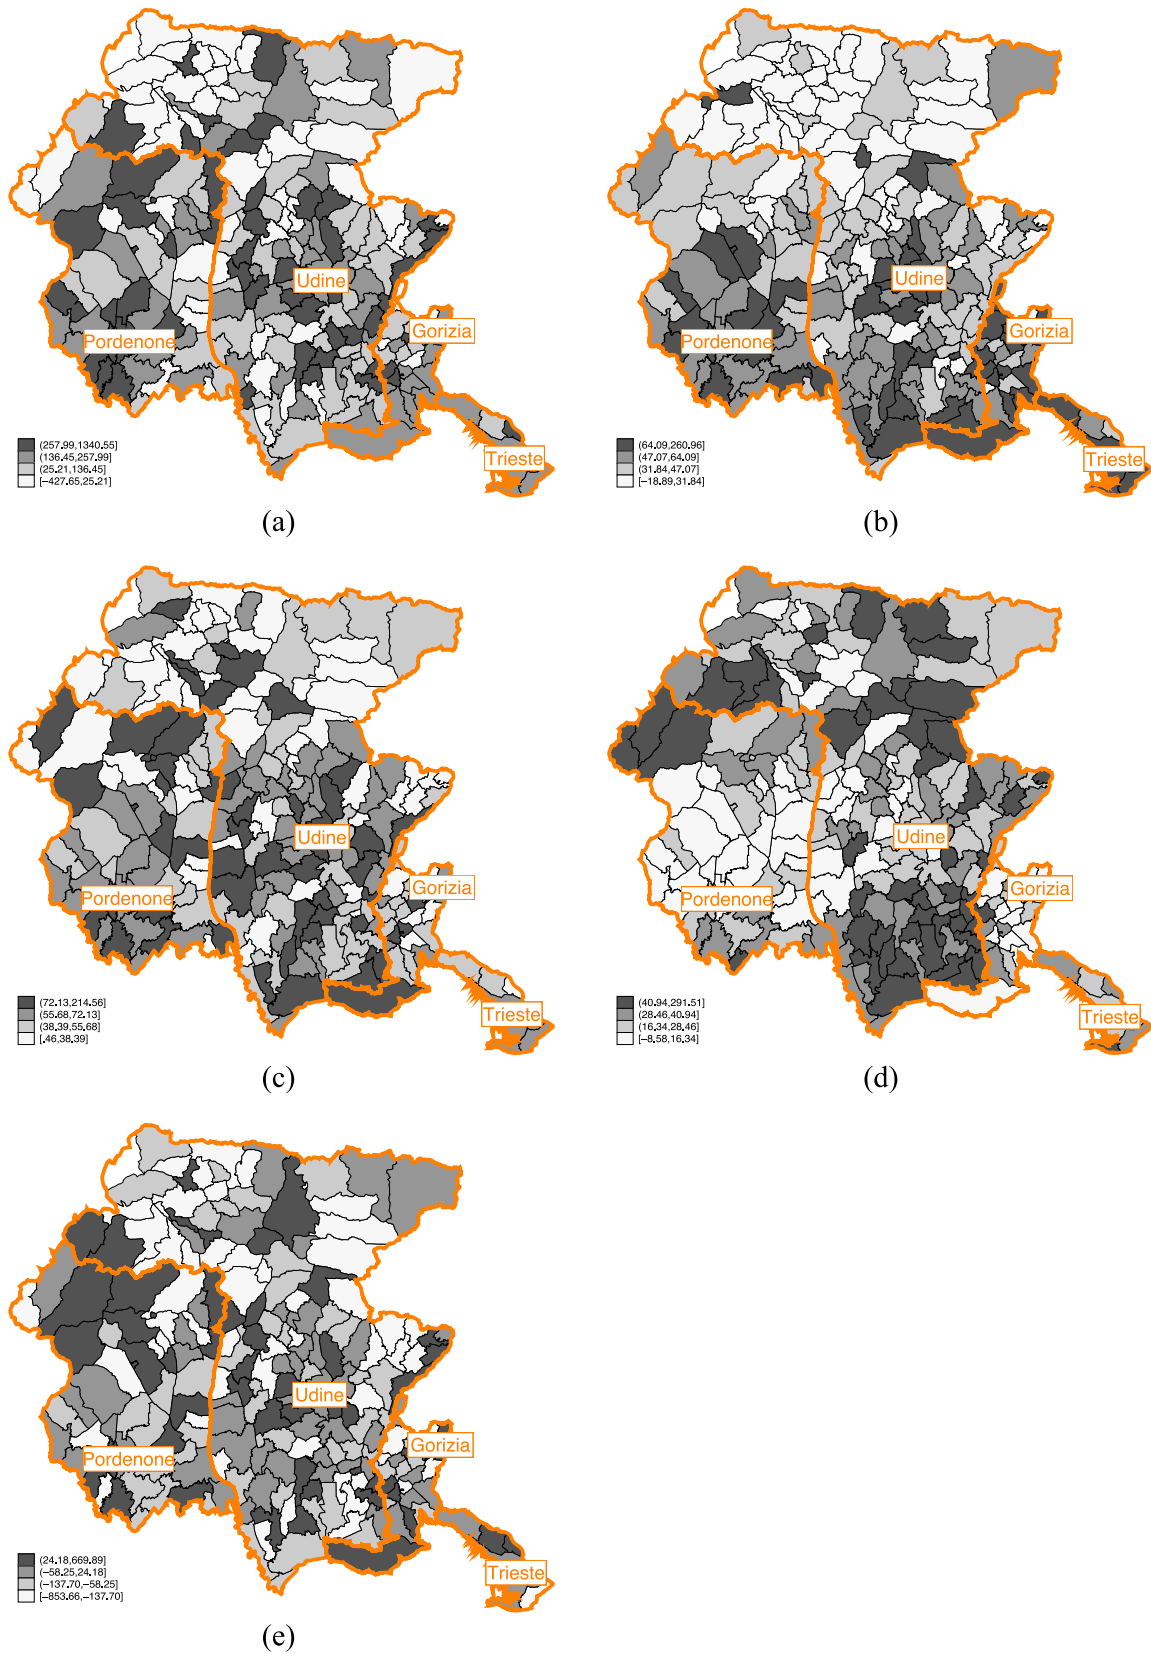 Udine
Gorizia
Pordenone
Trieste
(257.99,1340.55]
(136.45,257.99]
(25.21,136.45]
[−427.65,25.21]
(a)
Udine
Gorizia
Pordenone
Trieste
(64.09,260.96]
(47.07,64.09]
(31.84,47.07]
[−18.89,31.84]
(b)
Udine
Gorizia
Pordenone
Trieste
(72.13,214.56]
(55.68,72.13]
(38.39,55.68]
[.46,38.39]
(c)
Udine
Gorizia
Pordenone
Trieste
(40.94,291.51]
(28.46,40.94]
(16.34,28.46]
[−8.58,16.34]
(d)
Udine
Gorizia
Pordenone
Trieste
(24.18,669.89]
(−58.25,24.18]
(−137.70,−58.25]
[−853.66,−137.70]
(e)